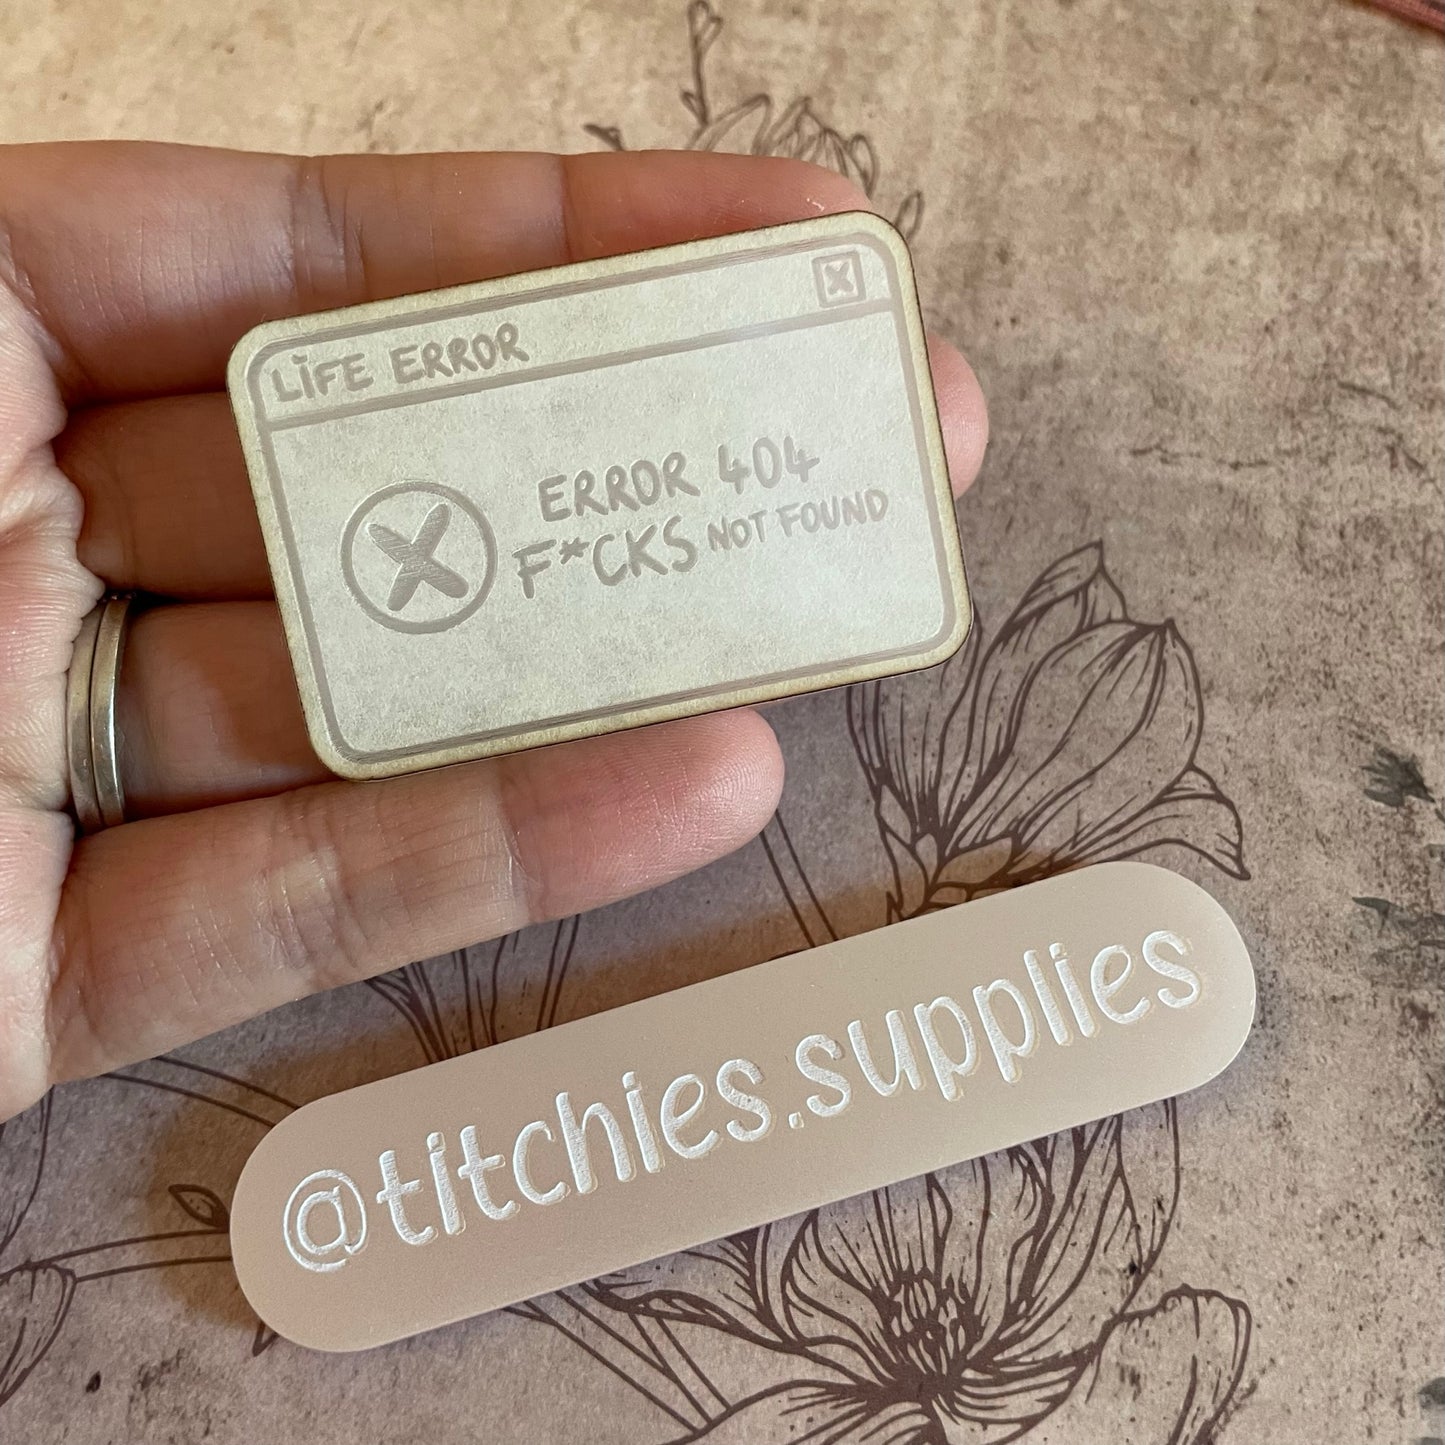 LIFE ERROR X
ERROR 404
F*CKS NOT FOUND
@titchies.supplies